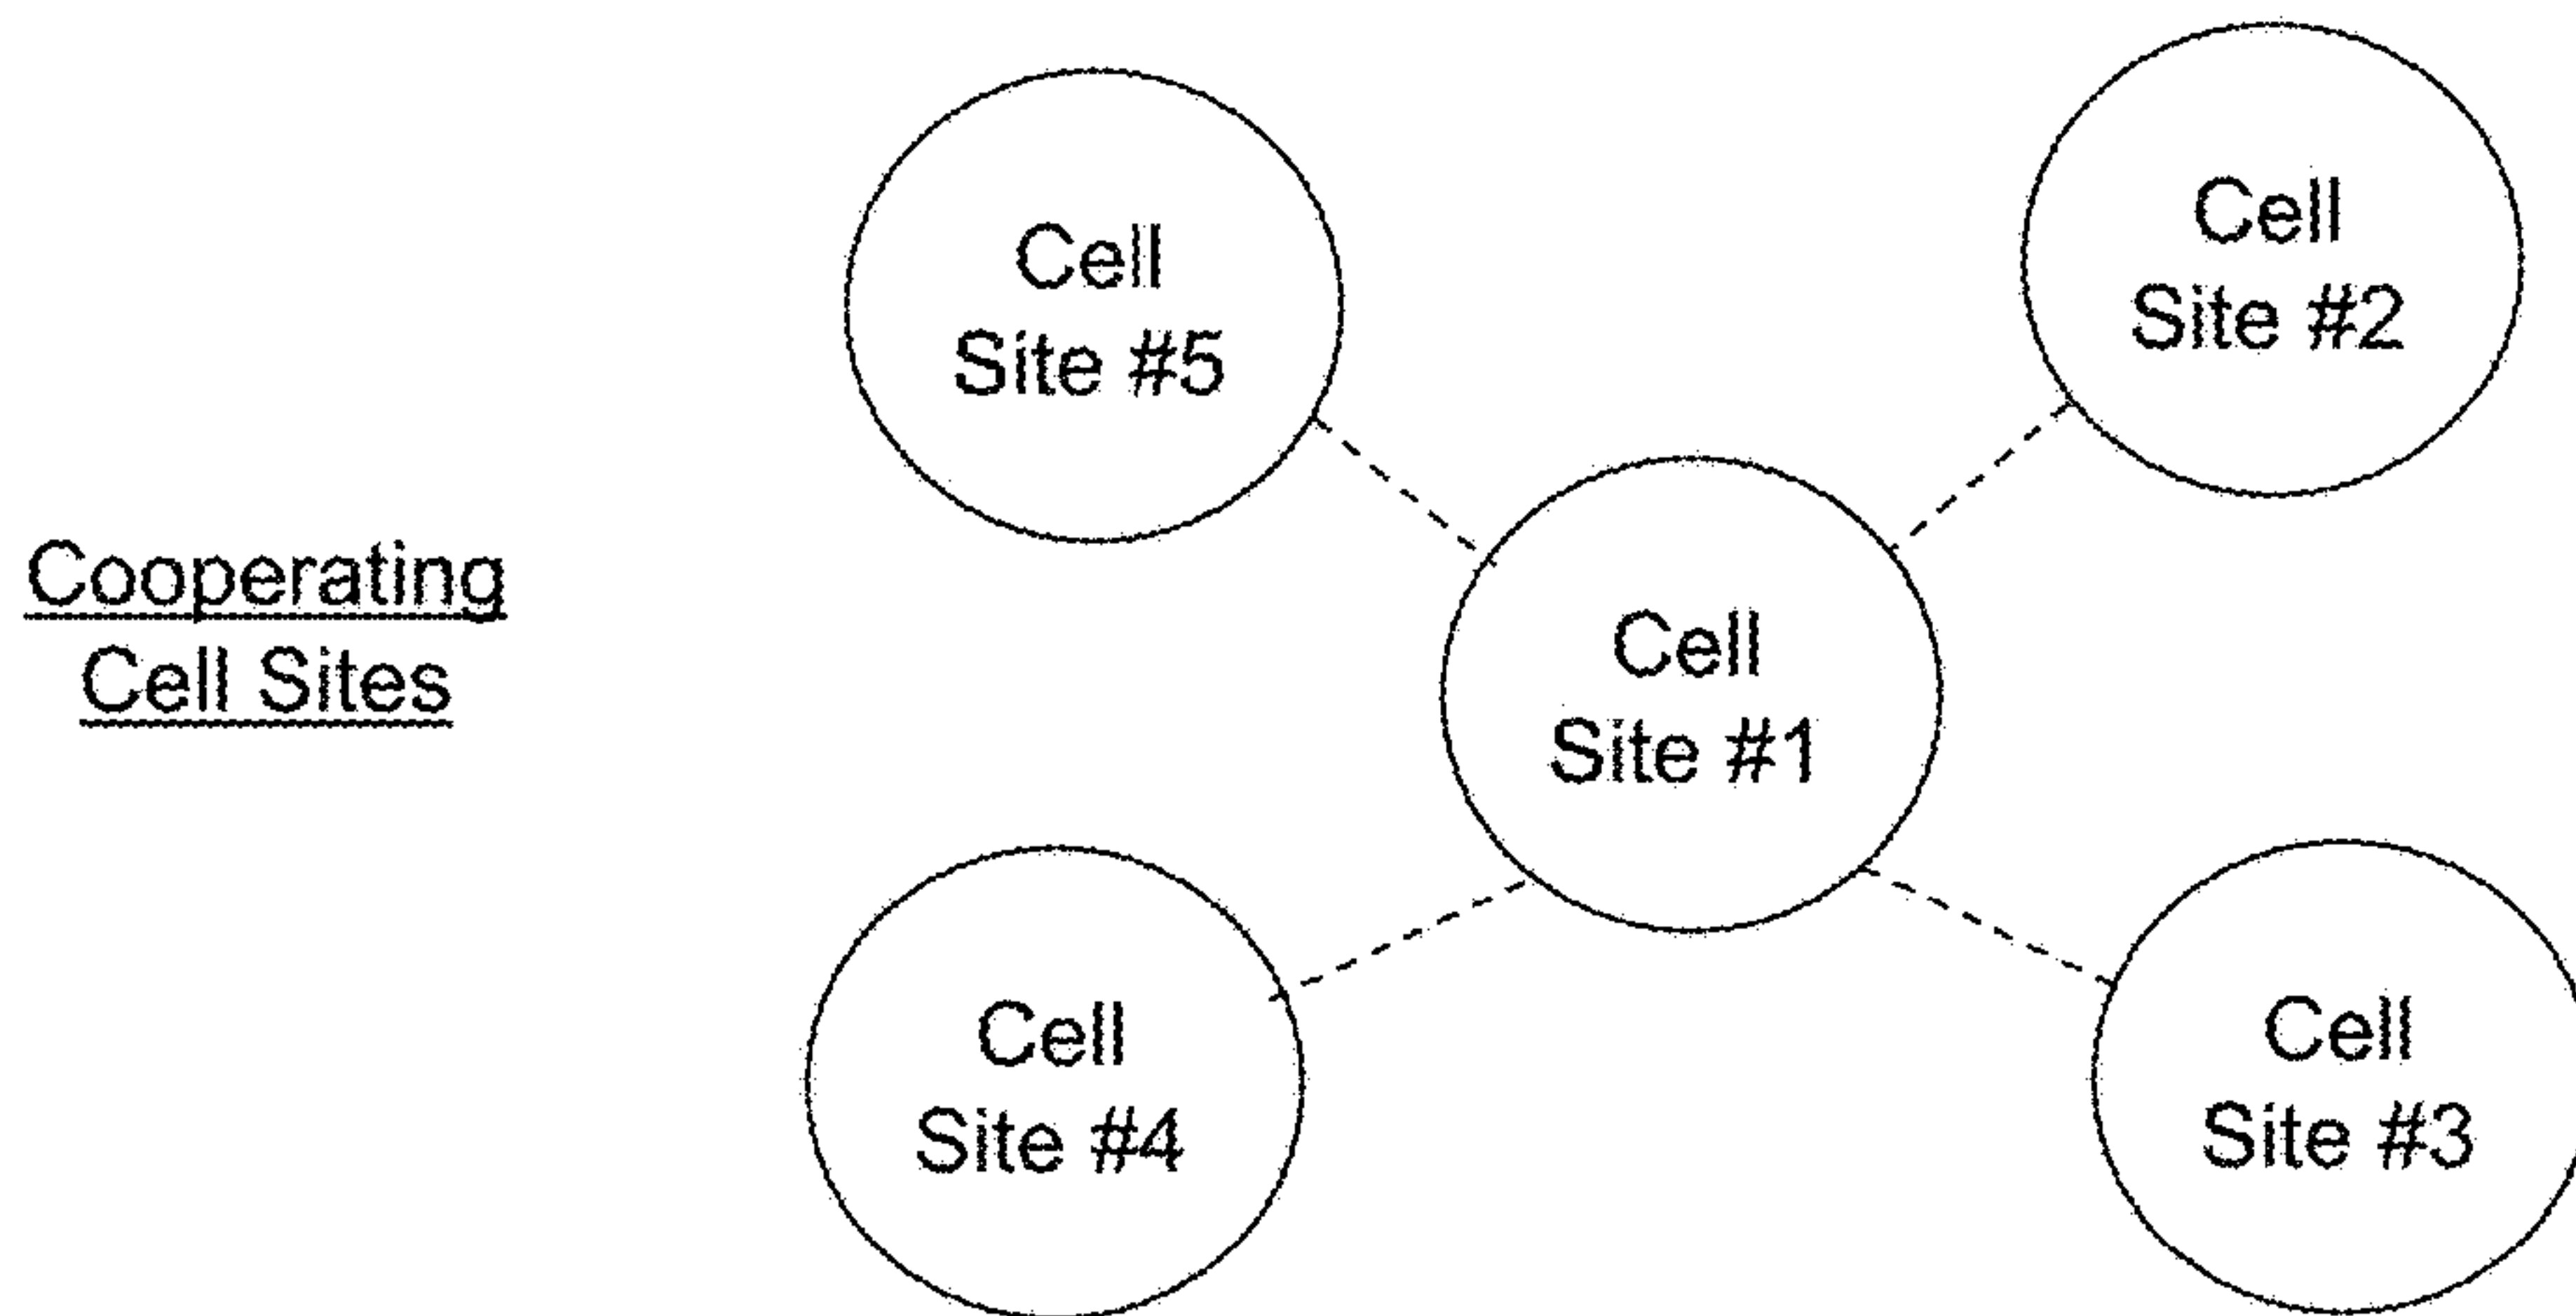 Cooperating
Cell Sites
Cell
Site #5
Cell
Site #2
Cell
Site #1
Cell
Site #4
Cell
Site #3